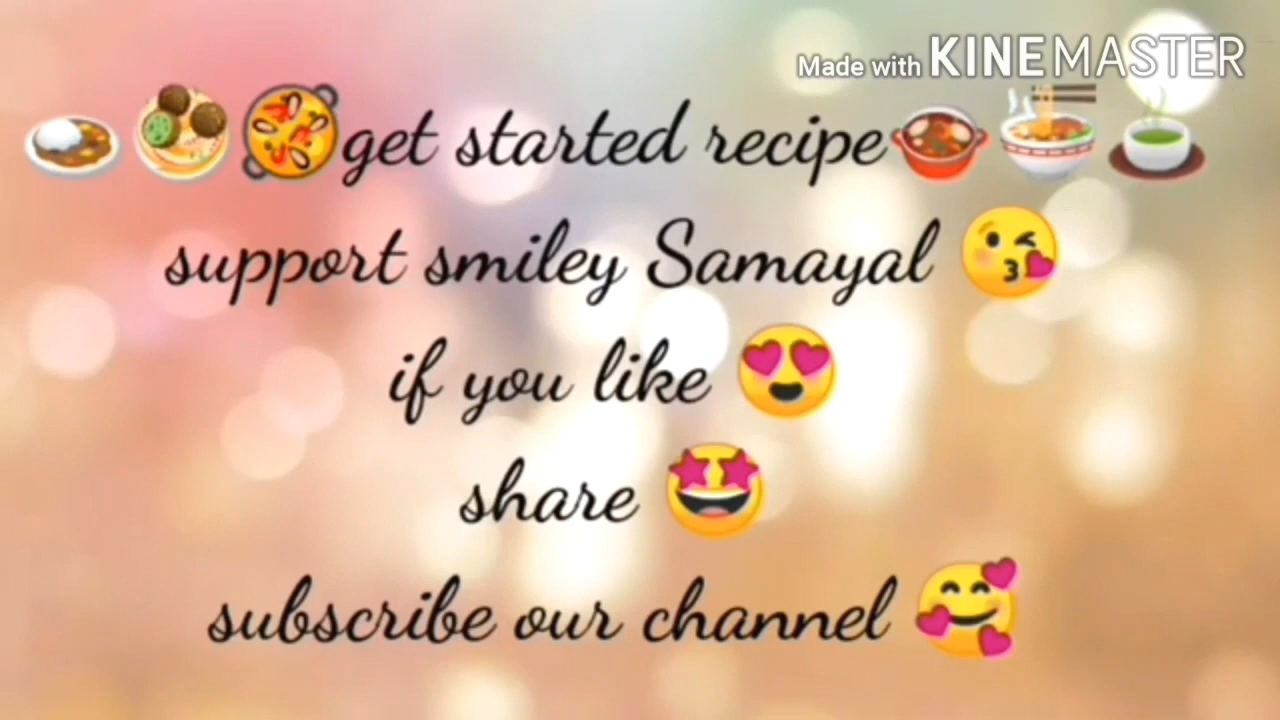 Made with KINEMASTER
🍛🧆🥘get started recipe🍲🍜🍵
support smiley Samayal 😘
if you like 😍
share 🤩
subscribe our channel 🥰